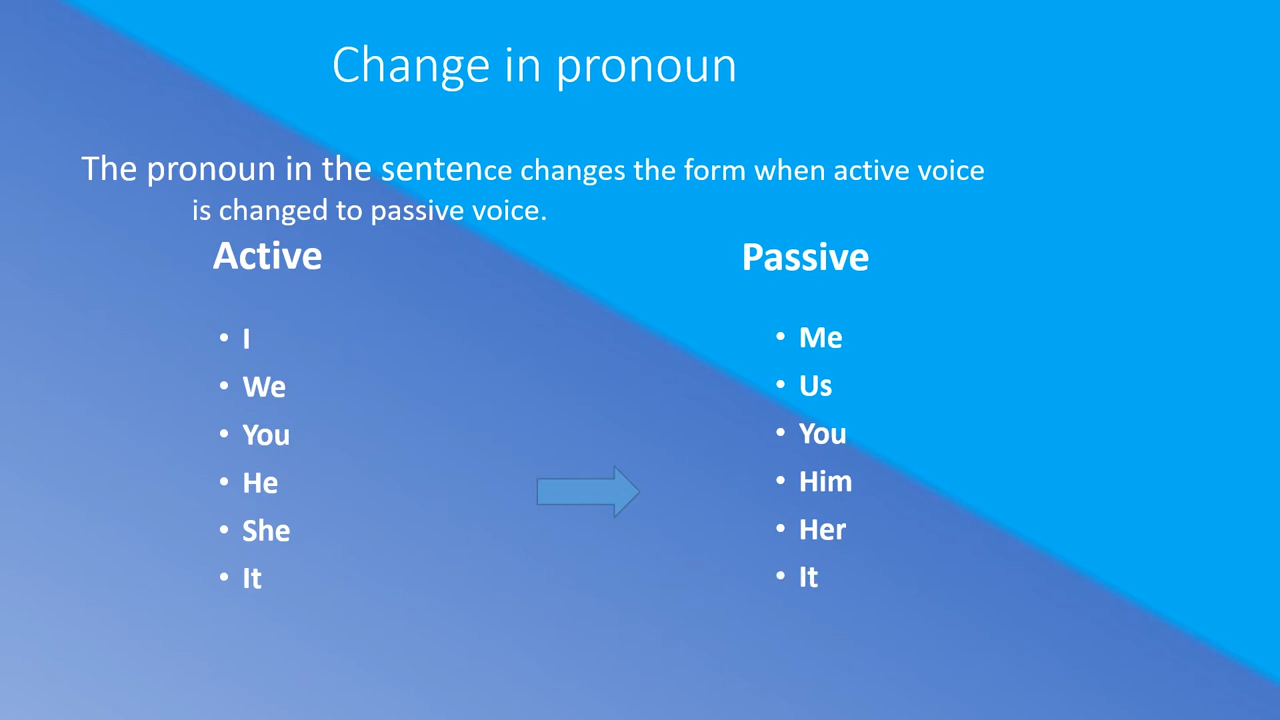 Change in pronoun
The pronoun in the sentence changes the form when active voice
is changed to passive voice.
Active
• I
• We
• You
• He
• She
• It
Passive
• Me
• Us
• You
• Him
• Her
• It